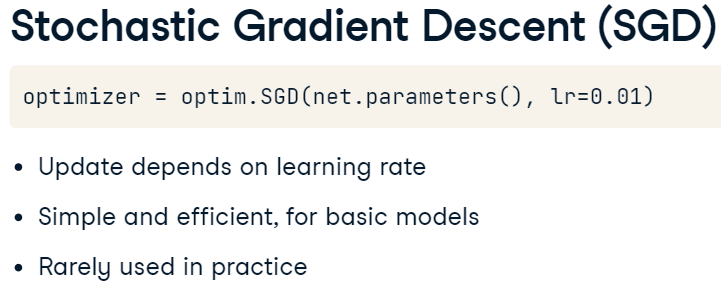 Stochastic Gradient Descent (SGD)
optimizer = optim.SGD(net.parameters(), lr=0.01)
• Update depends on learning rate
• Simple and efficient, for basic models
• Rarely used in practice